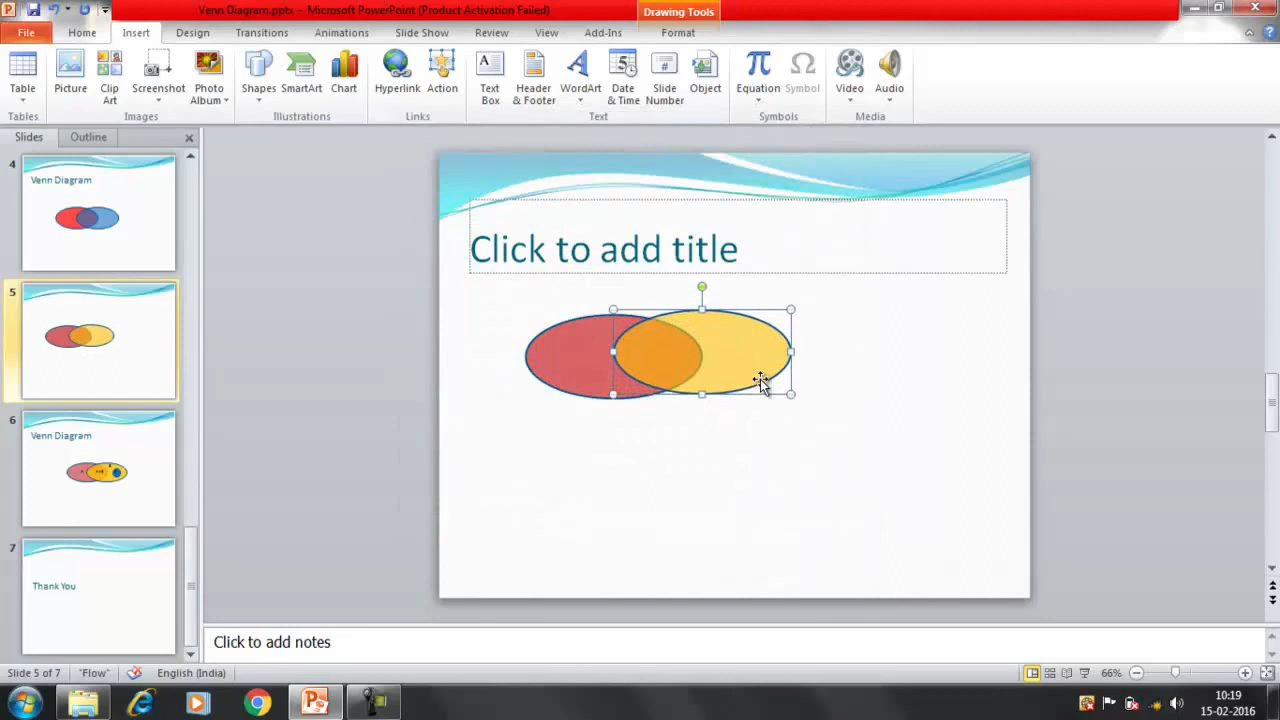 Venn Diagram.pptx - Microsoft PowerPoint (Product Activation Failed)
Drawing Tools
File Home Insert Design Transitions Animations Slide Show Review View Add-Ins Format
Table Picture Clip Art Screenshot Photo Album Shapes SmartArt Chart Hyperlink Action Text Box Header & Footer WordArt Date & Time Slide Number Object Equation Symbol Video Audio
Tables Images Illustrations Links Text Symbols Media
Slides Outline
4
Venn Diagram
5
6
Venn Diagram
7
Thank You
Click to add title
Click to add notes
Slide 5 of 7 "Flow" English (India) 66%
10:19
15-02-2016